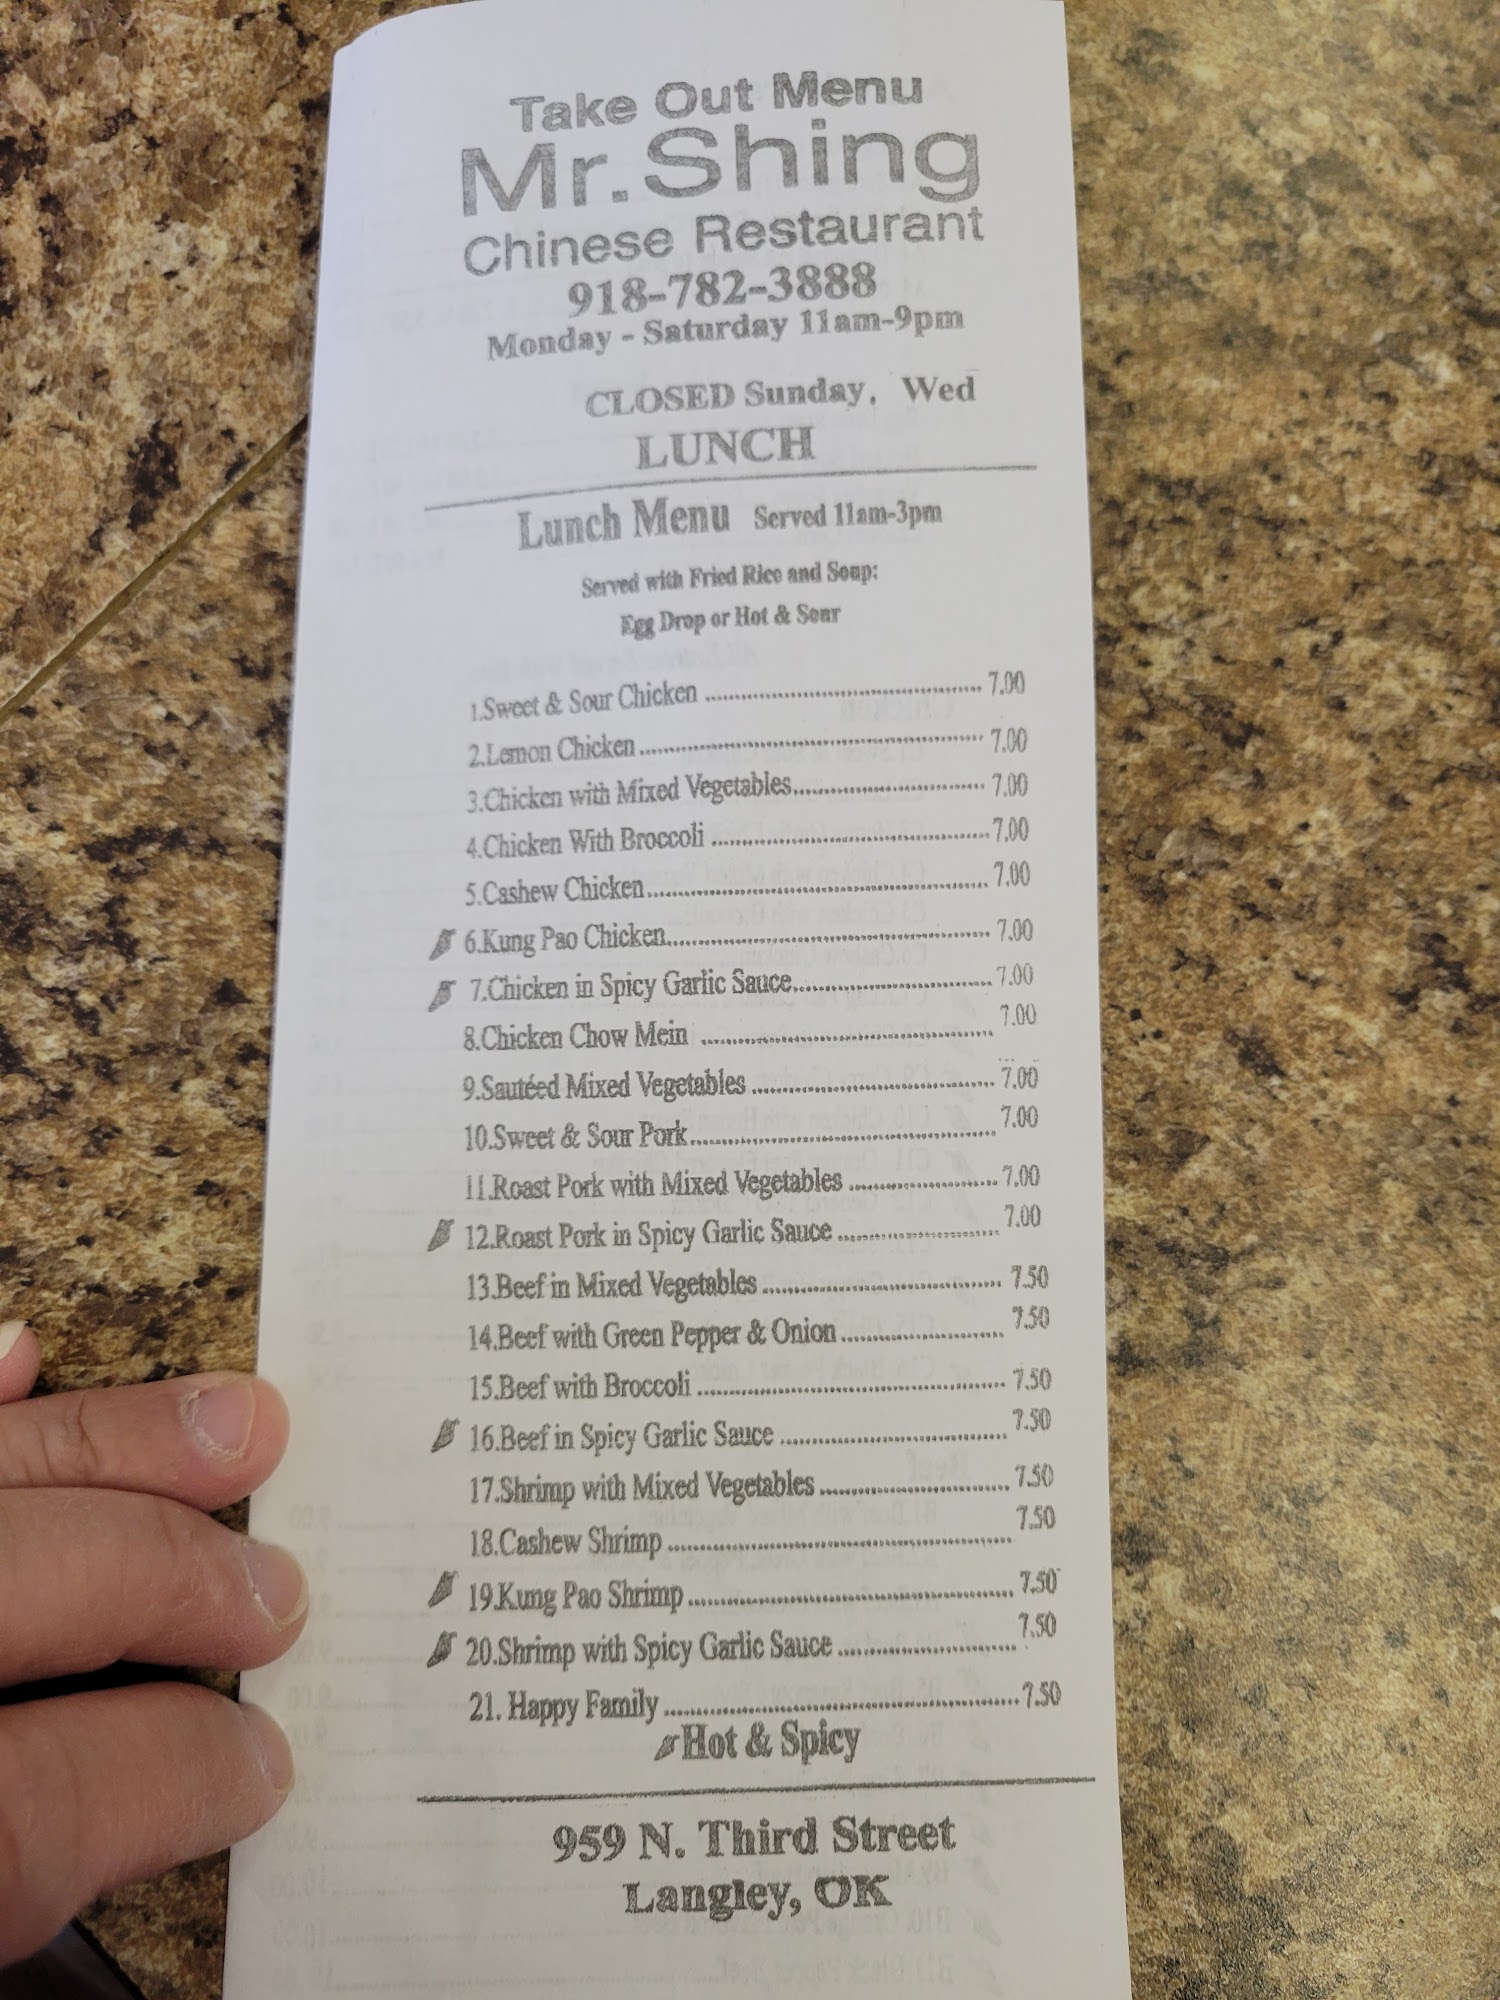 Take Out Menu
Mr.Shing
Chinese Restaurant
918-782-3888
Monday - Saturday 11am-9pm
CLOSED Sunday, Wed
LUNCH
Lunch Menu Served 11am-3pm
Served with Fried Rice and Soup:
Egg Drop or Hot & Sour
1.Sweet & Sour Chicken 7.00
2.Lemon Chicken 7.00
3.Chicken with Mixed Vegetables 7.00
4.Chicken With Broccoli 7.00
5.Cashew Chicken 7.00
6.Kung Pao Chicken 7.00
7.Chicken in Spicy Garlic Sauce 7.00
8.Chicken Chow Mein 7.00
9.Sautéed Mixed Vegetables 7.00
10.Sweet & Sour Pork 7.00
11.Roast Pork with Mixed Vegetables 7.00
12.Roast Pork in Spicy Garlic Sauce 7.00
13.Beef in Mixed Vegetables 7.50
14.Beef with Green Pepper & Onion 7.50
15.Beef with Broccoli 7.50
16.Beef in Spicy Garlic Sauce 7.50
17.Shrimp with Mixed Vegetables 7.50
18.Cashew Shrimp 7.50
19.Kung Pao Shrimp 7.50
20.Shrimp with Spicy Garlic Sauce 7.50
21. Happy Family 7.50
Hot & Spicy
959 N. Third Street
Langley, OK